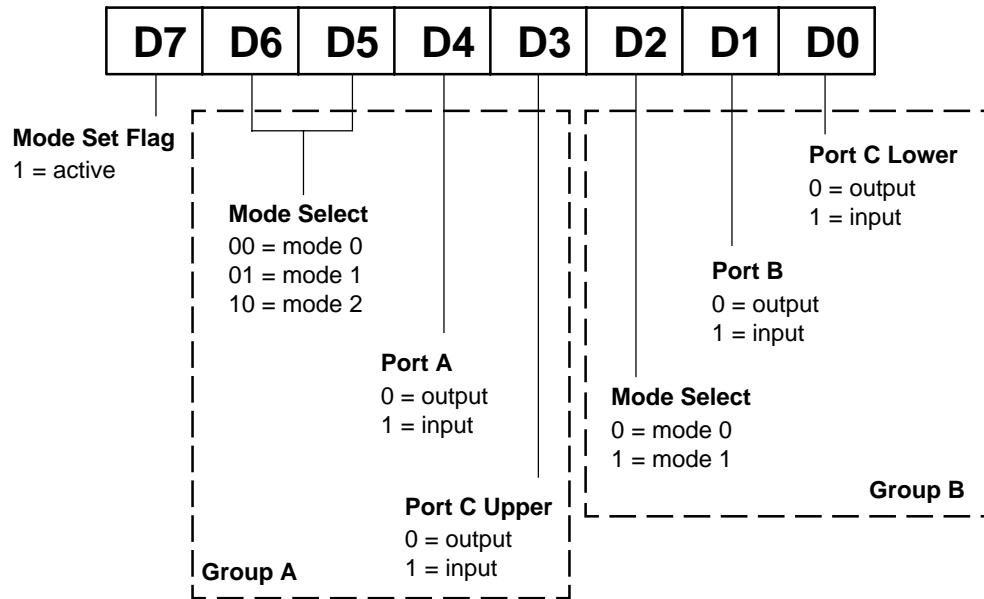 D7 D6 D5 D4 D3 D2 D1 D0
Mode Set Flag
1 = active
Mode Select
00 = mode 0
01 = mode 1
10 = mode 2
Port A
0 = output
1 = input
Port C Upper
0 = output
1 = input
Group A
Port C Lower
0 = output
1 = input
Port B
0 = output
1 = input
Mode Select
0 = mode 0
1 = mode 1
Group B